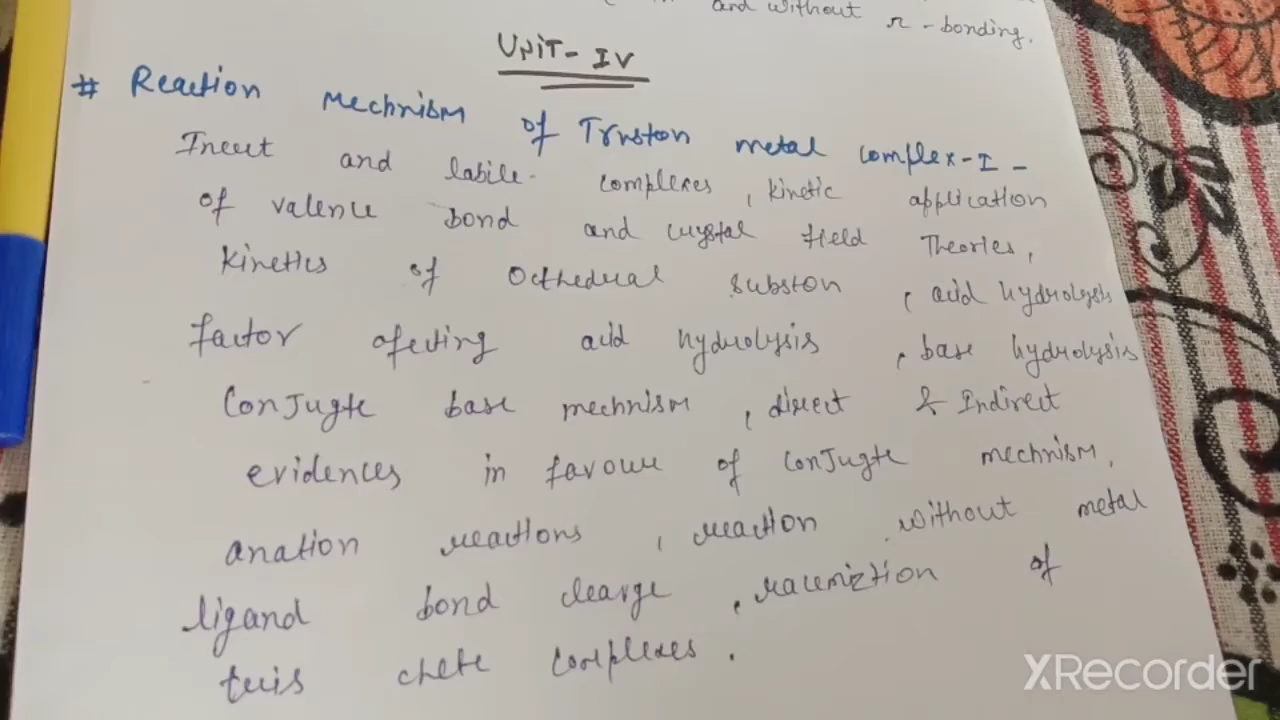 and without π - bonding.
UNIT - IV
# Reaction Mechnism of Trnston metal complex-I -
Inert and labile complexes, kinetic application
of valence bond and crystal field Theories,
Kinetics of Octhedral subston, acid hydrolysis
factor afecting acid hydrolysis, base hydrolysis
Conjugte base mechnism, direct & Indirect
evidences in favour of Conjugte mechnism,
anation reactions, reaction without metal
ligand bond clearge, racemiztion of
tris chete complexes.
XRecorder